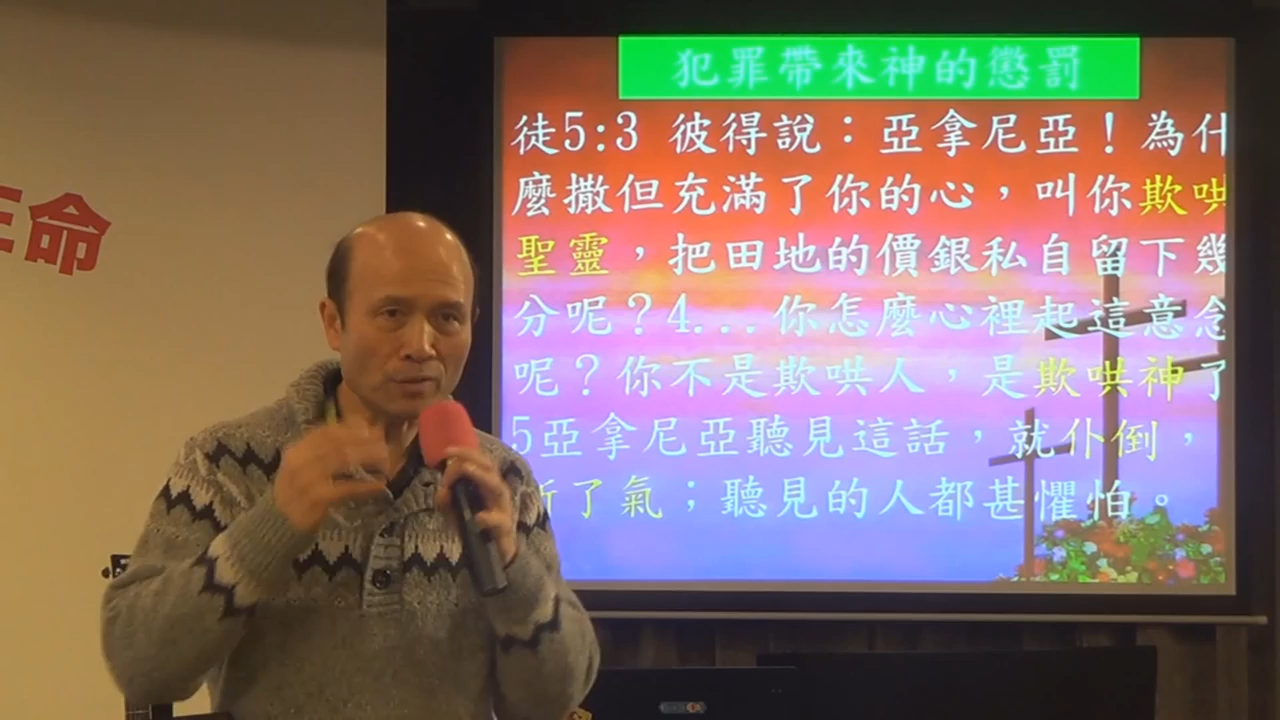 生命
犯罪帶來神的懲罰
徒5:3 彼得說：亞拿尼亞！為什
麼撒但充滿了你的心，叫你欺哄
聖靈，把田地的價銀私自留下幾
分呢？4...你怎麼心裡起這意念
呢？你不是欺哄人，是欺哄神了
5亞拿尼亞聽見這話，就仆倒，
斷了氣；聽見的人都甚懼怕。